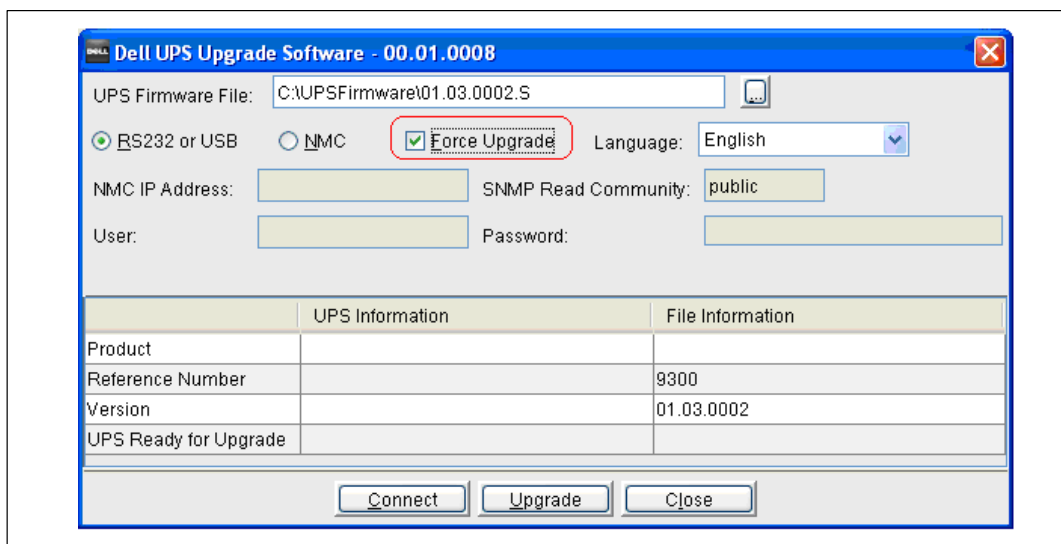 DELL Dell UPS Upgrade Software - 00.01.0008
UPS Firmware File: C:\UPSFirmware\01.03.0002.S ...
RS232 or USB NMC Force Upgrade Language: English
NMC IP Address: SNMP Read Community: public
User: Password:
UPS Information File Information
Product
Reference Number 9300
Version 01.03.0002
UPS Ready for Upgrade
Connect Upgrade Close